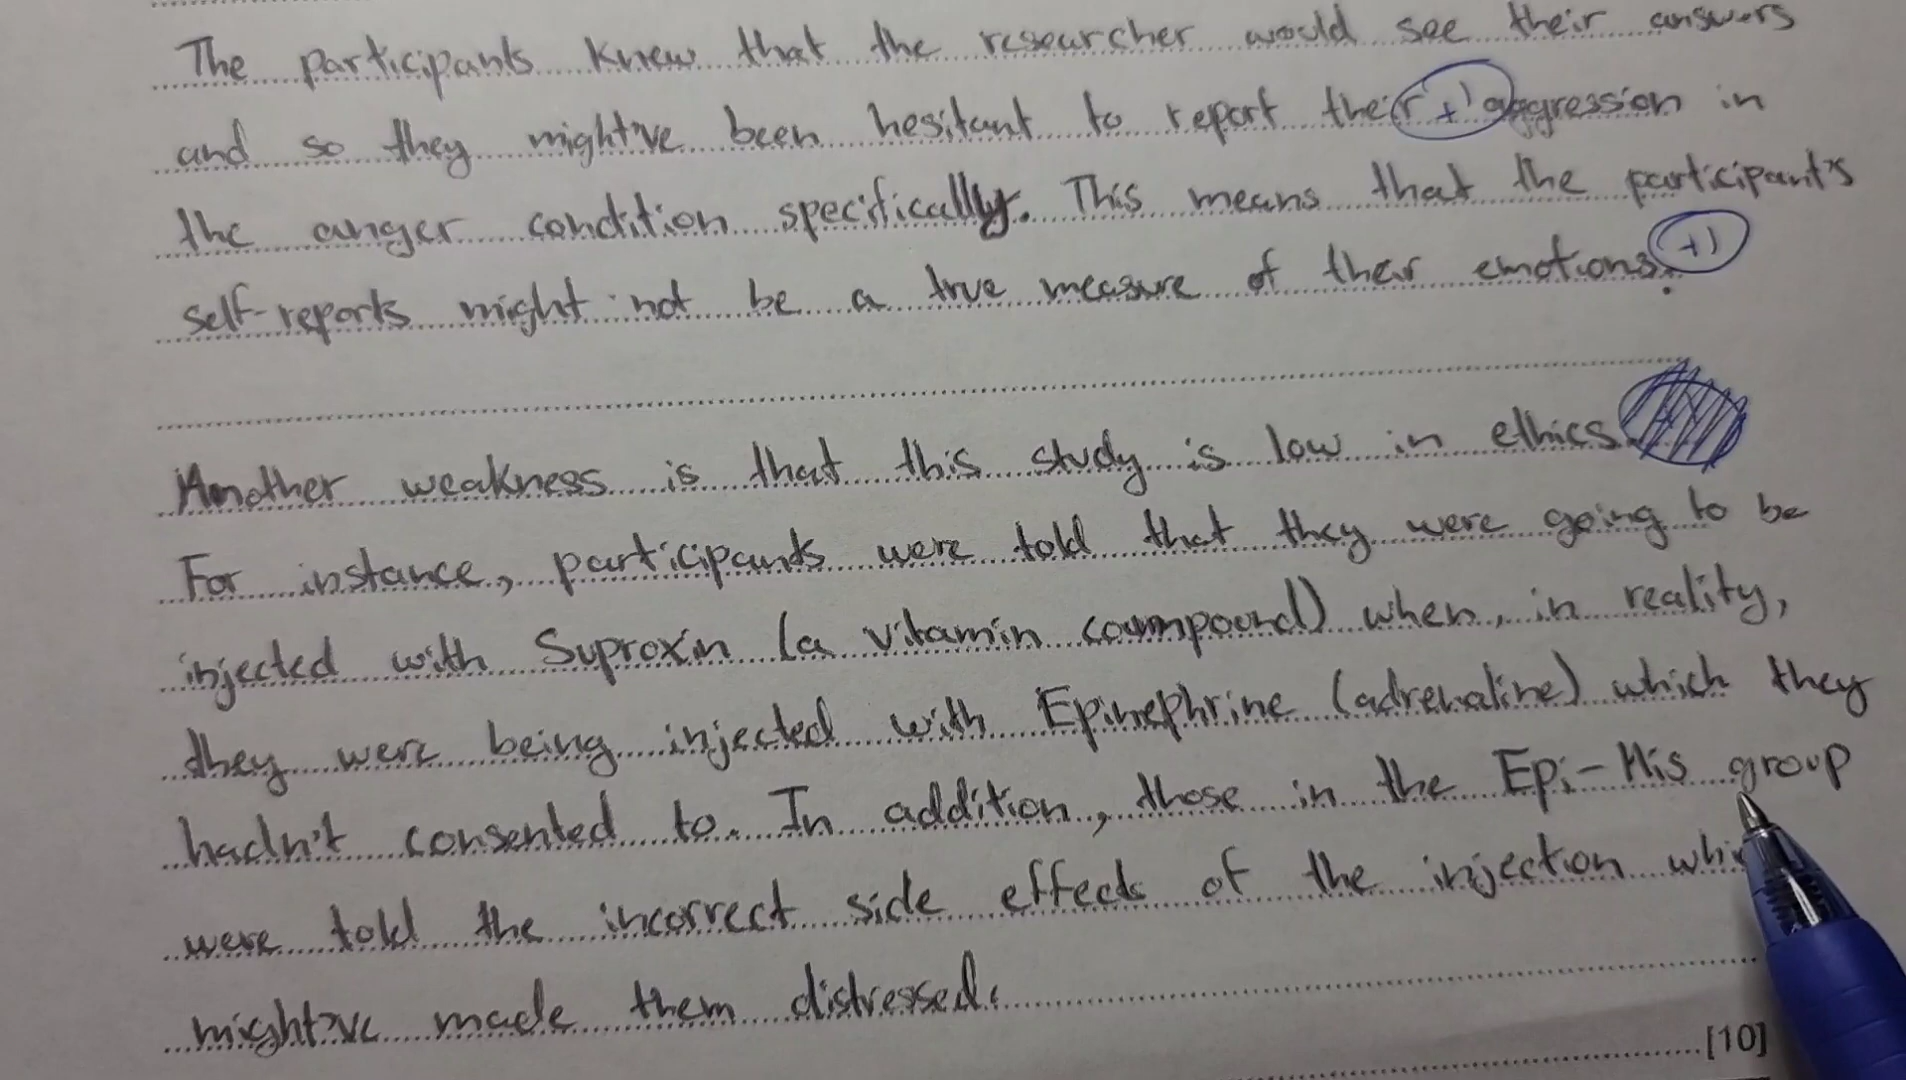 The participants knew that the researcher would see their answers
and so they might've been hesitant to report their +1 aggression in
the anger condition specifically. This means that the participant's
self-reports might not be a true measure of their emotions. +1
Another weakness is that this study is low in ethics.
For instance, participants were told that they were going to be
injected with Suproxin (a vitamin compound) when, in reality,
they were being injected with Epinephrine (adrenaline) which they
hadn't consented to. In addition, those in the Epi-Mis group
were told the incorrect side effects of the injection
might've made them distressed.
[10]